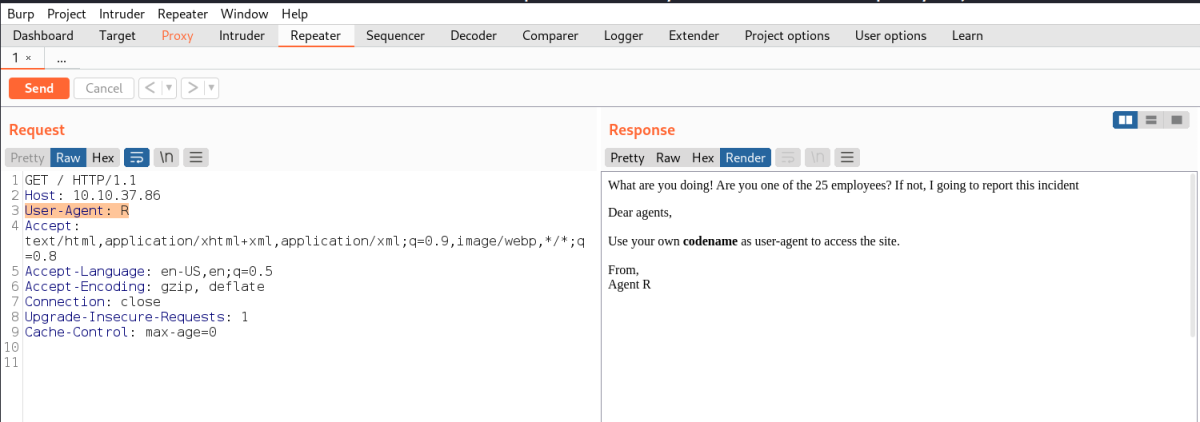 Burp Project Intruder Repeater Window Help
Dashboard Target Proxy Intruder Repeater Sequencer Decoder Comparer Logger Extender Project options User options Learn
1 × ...
Send Cancel < ▼ > ▼
Request
Pretty Raw Hex \n
1 GET / HTTP/1.1
2 Host: 10.10.37.86
3 User-Agent: R
4 Accept:
text/html,application/xhtml+xml,application/xml;q=0.9,image/webp,*/*;q
=0.8
5 Accept-Language: en-US,en;q=0.5
6 Accept-Encoding: gzip, deflate
7 Connection: close
8 Upgrade-Insecure-Requests: 1
9 Cache-Control: max-age=0
10
11
Response
Pretty Raw Hex Render \n
What are you doing! Are you one of the 25 employees? If not, I going to report this incident
Dear agents,
Use your own codename as user-agent to access the site.
From,
Agent R